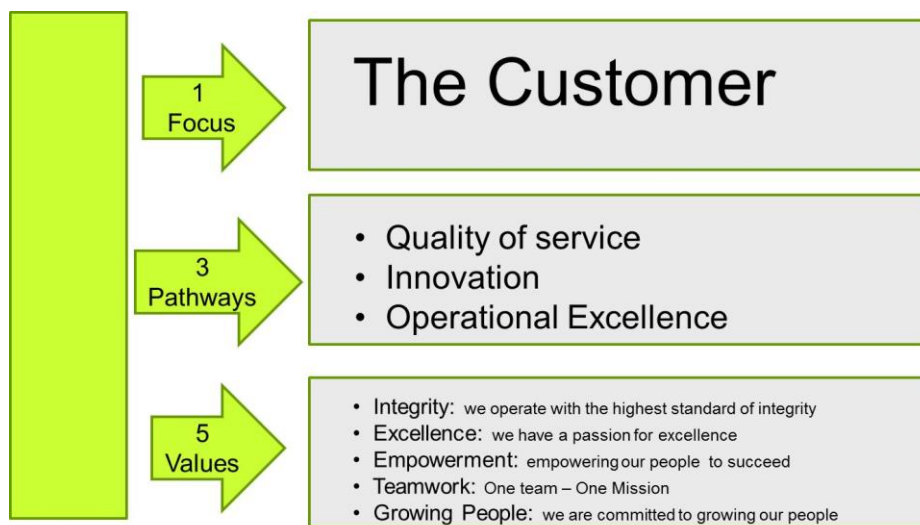 1
Focus
The Customer
3
Pathways
• Quality of service
• Innovation
• Operational Excellence
5
Values
• Integrity: we operate with the highest standard of integrity
• Excellence: we have a passion for excellence
• Empowerment: empowering our people to succeed
• Teamwork: One team – One Mission
• Growing People: we are committed to growing our people